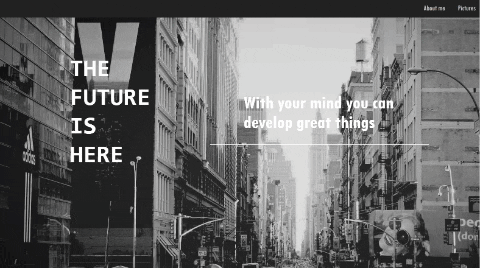 About me
Pictures
THE
FUTURE
IS
HERE
With your mind you can
develop great things
adidas